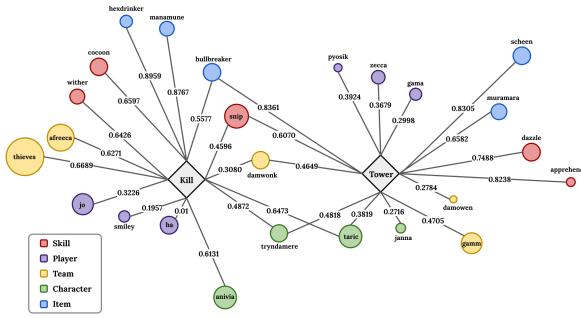 hexdrinker
manamune
scheen
cocoon
hullbreaker
pyosik
zecca
gama
0.8959
0.8767
wither
0.3924
0.3679
0.2998
muramara
0.6597
0.5577
0.8361
0.8305
snip
0.6426
0.6070
0.6582
dazzle
afreeca
0.6271
0.4596
0.7488
thieves
0.6689
0.3080
damwonk
0.4649
Tower
apprehend
Kill
0.8238
0.3226
0.2784
damowen
jo
0.1957
0.01
0.4872
0.6473
0.4818
0.3819
0.2716
0.4705
smiley
ha
taric
janna
gamm
tryndamere
0.6131
anivia
Skill
Player
Team
Character
Item